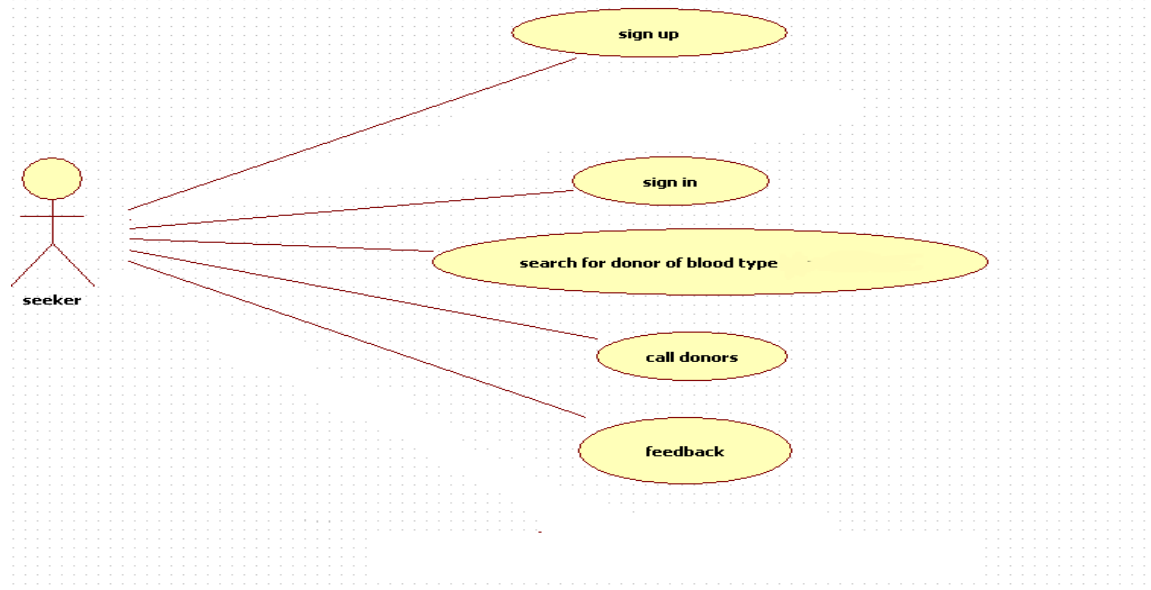 sign up
sign in
search for donor of blood type
seeker
call donors
feedback